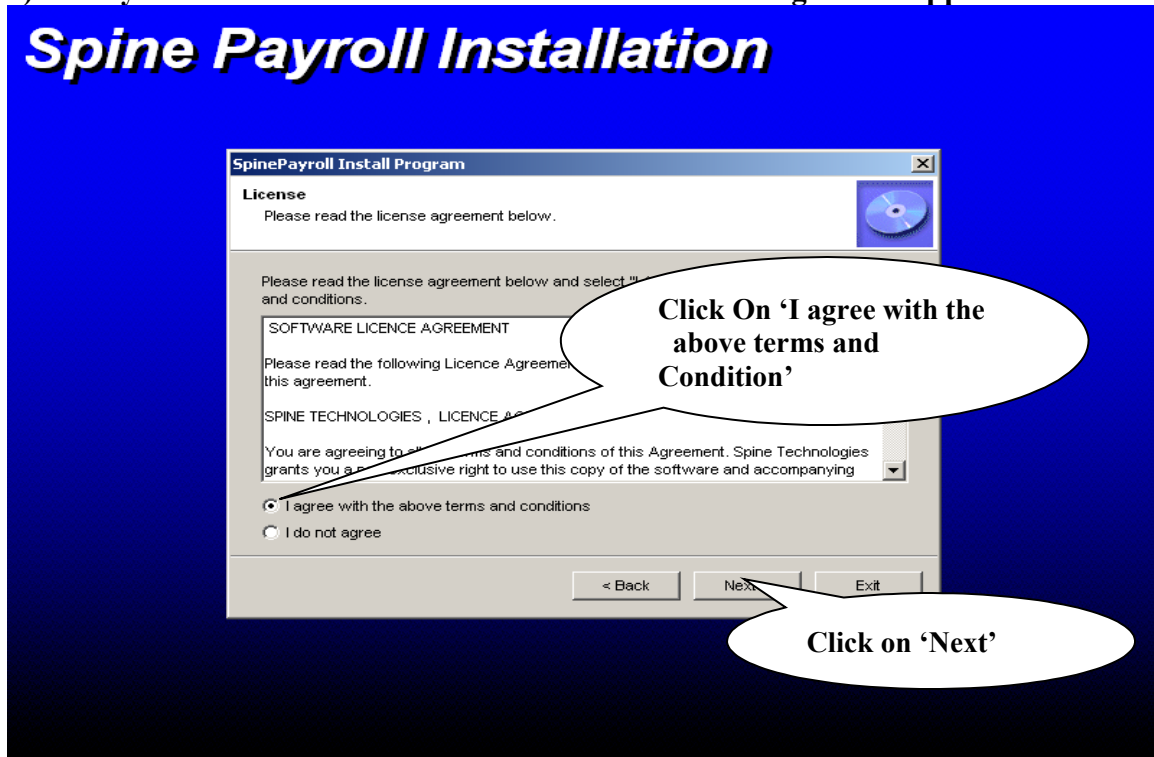 Spine Payroll Installation
SpinePayroll Install Program
License
Please read the license agreement below.
Please read the license agreement below and select
and conditions.
SOFTWARE LICENCE AGREEMENT
Please read the following Licence
this agreement.
SPINE TECHNOLOGIES , LICENCE
You are agreeing to and conditions of this Agreement. Spine Technologies
grants you a right to use this copy of the software and accompanying
I agree with the above terms and conditions
I do not agree
< Back Exit
Click On ‘I agree with the
above terms and
Condition’
Click on ‘Next’